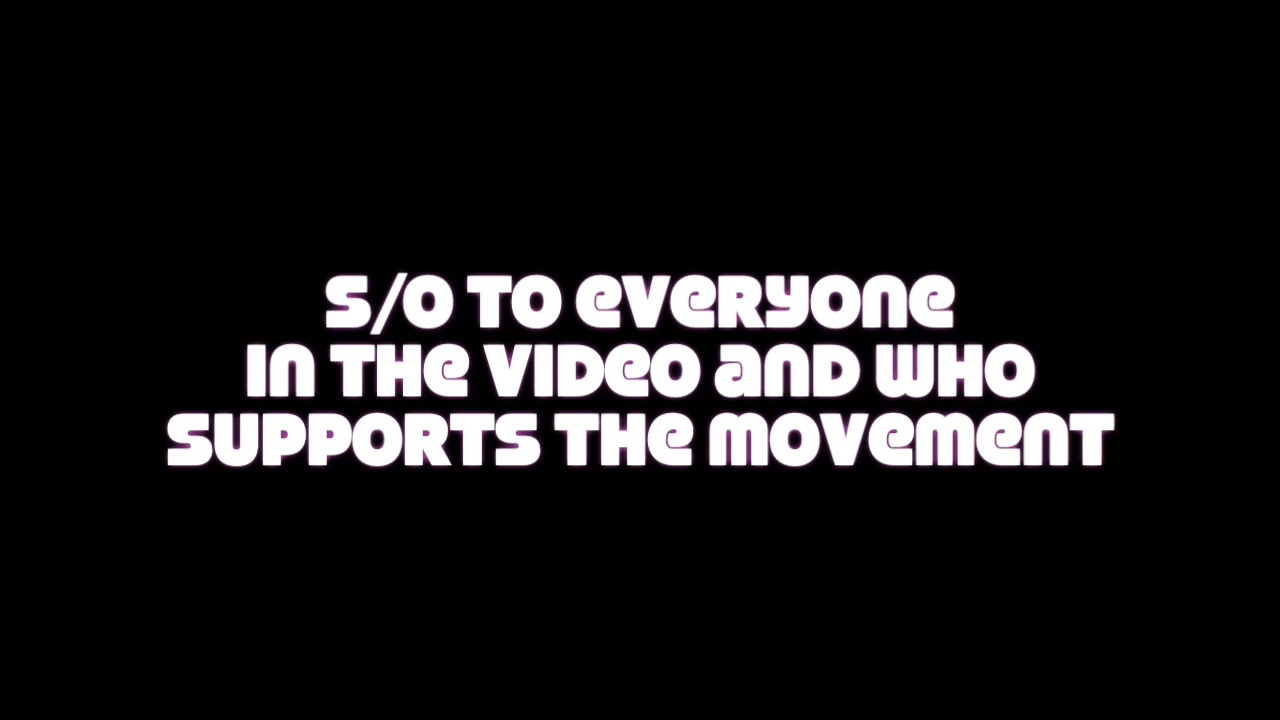 S/O TO EVERYONE
IN THE VIDEO AND WHO
SUPPORTS THE MOVEMENT